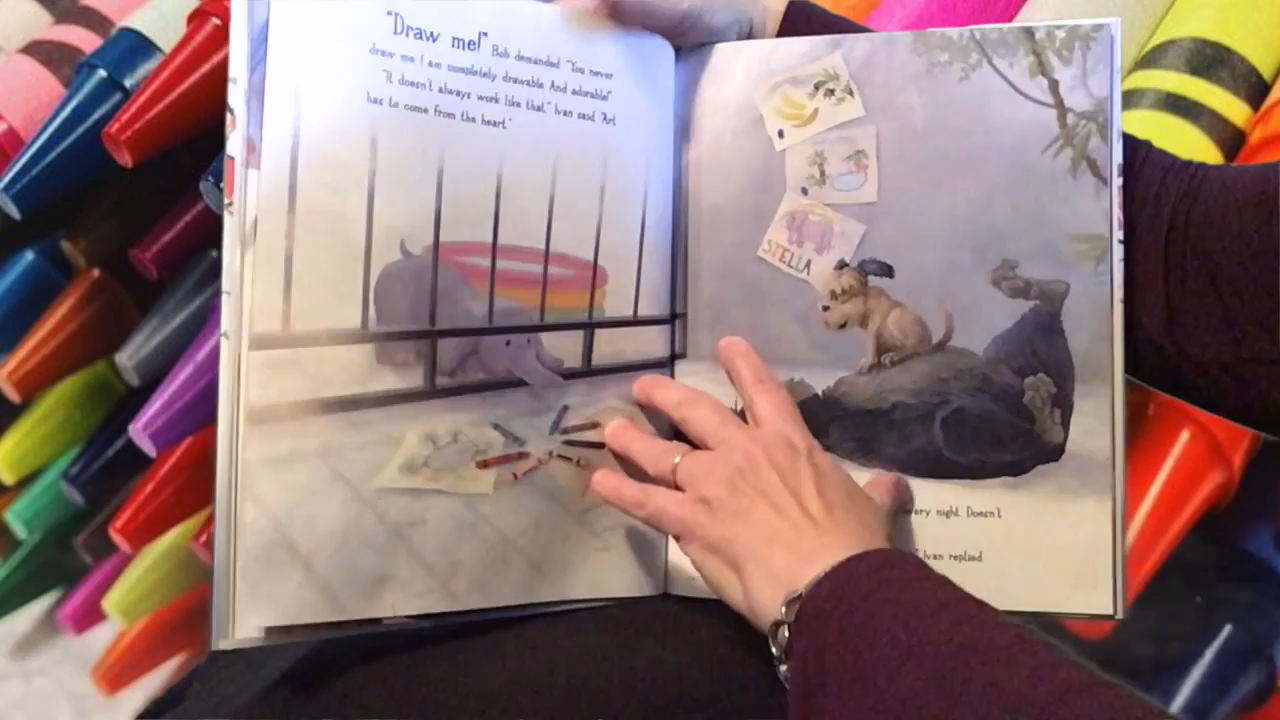 "Draw me!" Bob demanded. "You never
draw me. I am completely drawable. And adorable!"
"It doesn't always work like that," Ivan said. "Art
has to come from the heart."
STELLA
night. Doesn't
" Ivan replied.